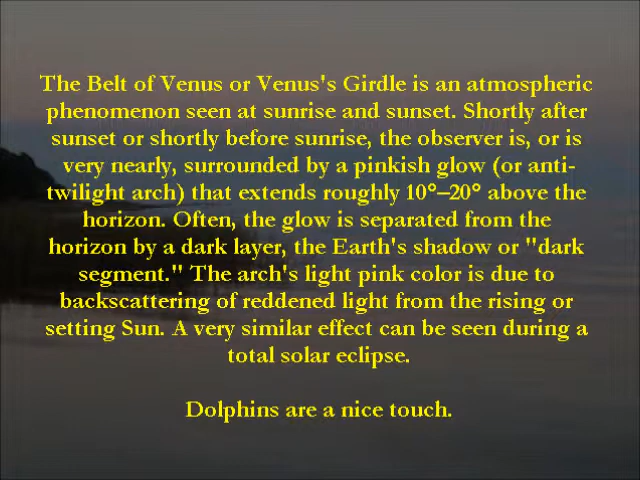 The Belt of Venus or Venus's Girdle is an atmospheric
phenomenon seen at sunrise and sunset. Shortly after
sunset or shortly before sunrise, the observer is, or is
very nearly, surrounded by a pinkish glow (or anti-
twilight arch) that extends roughly 10°–20° above the
horizon. Often, the glow is separated from the
horizon by a dark layer, the Earth's shadow or "dark
segment." The arch's light pink color is due to
backscattering of reddened light from the rising or
setting Sun. A very similar effect can be seen during a
total solar eclipse.
Dolphins are a nice touch.